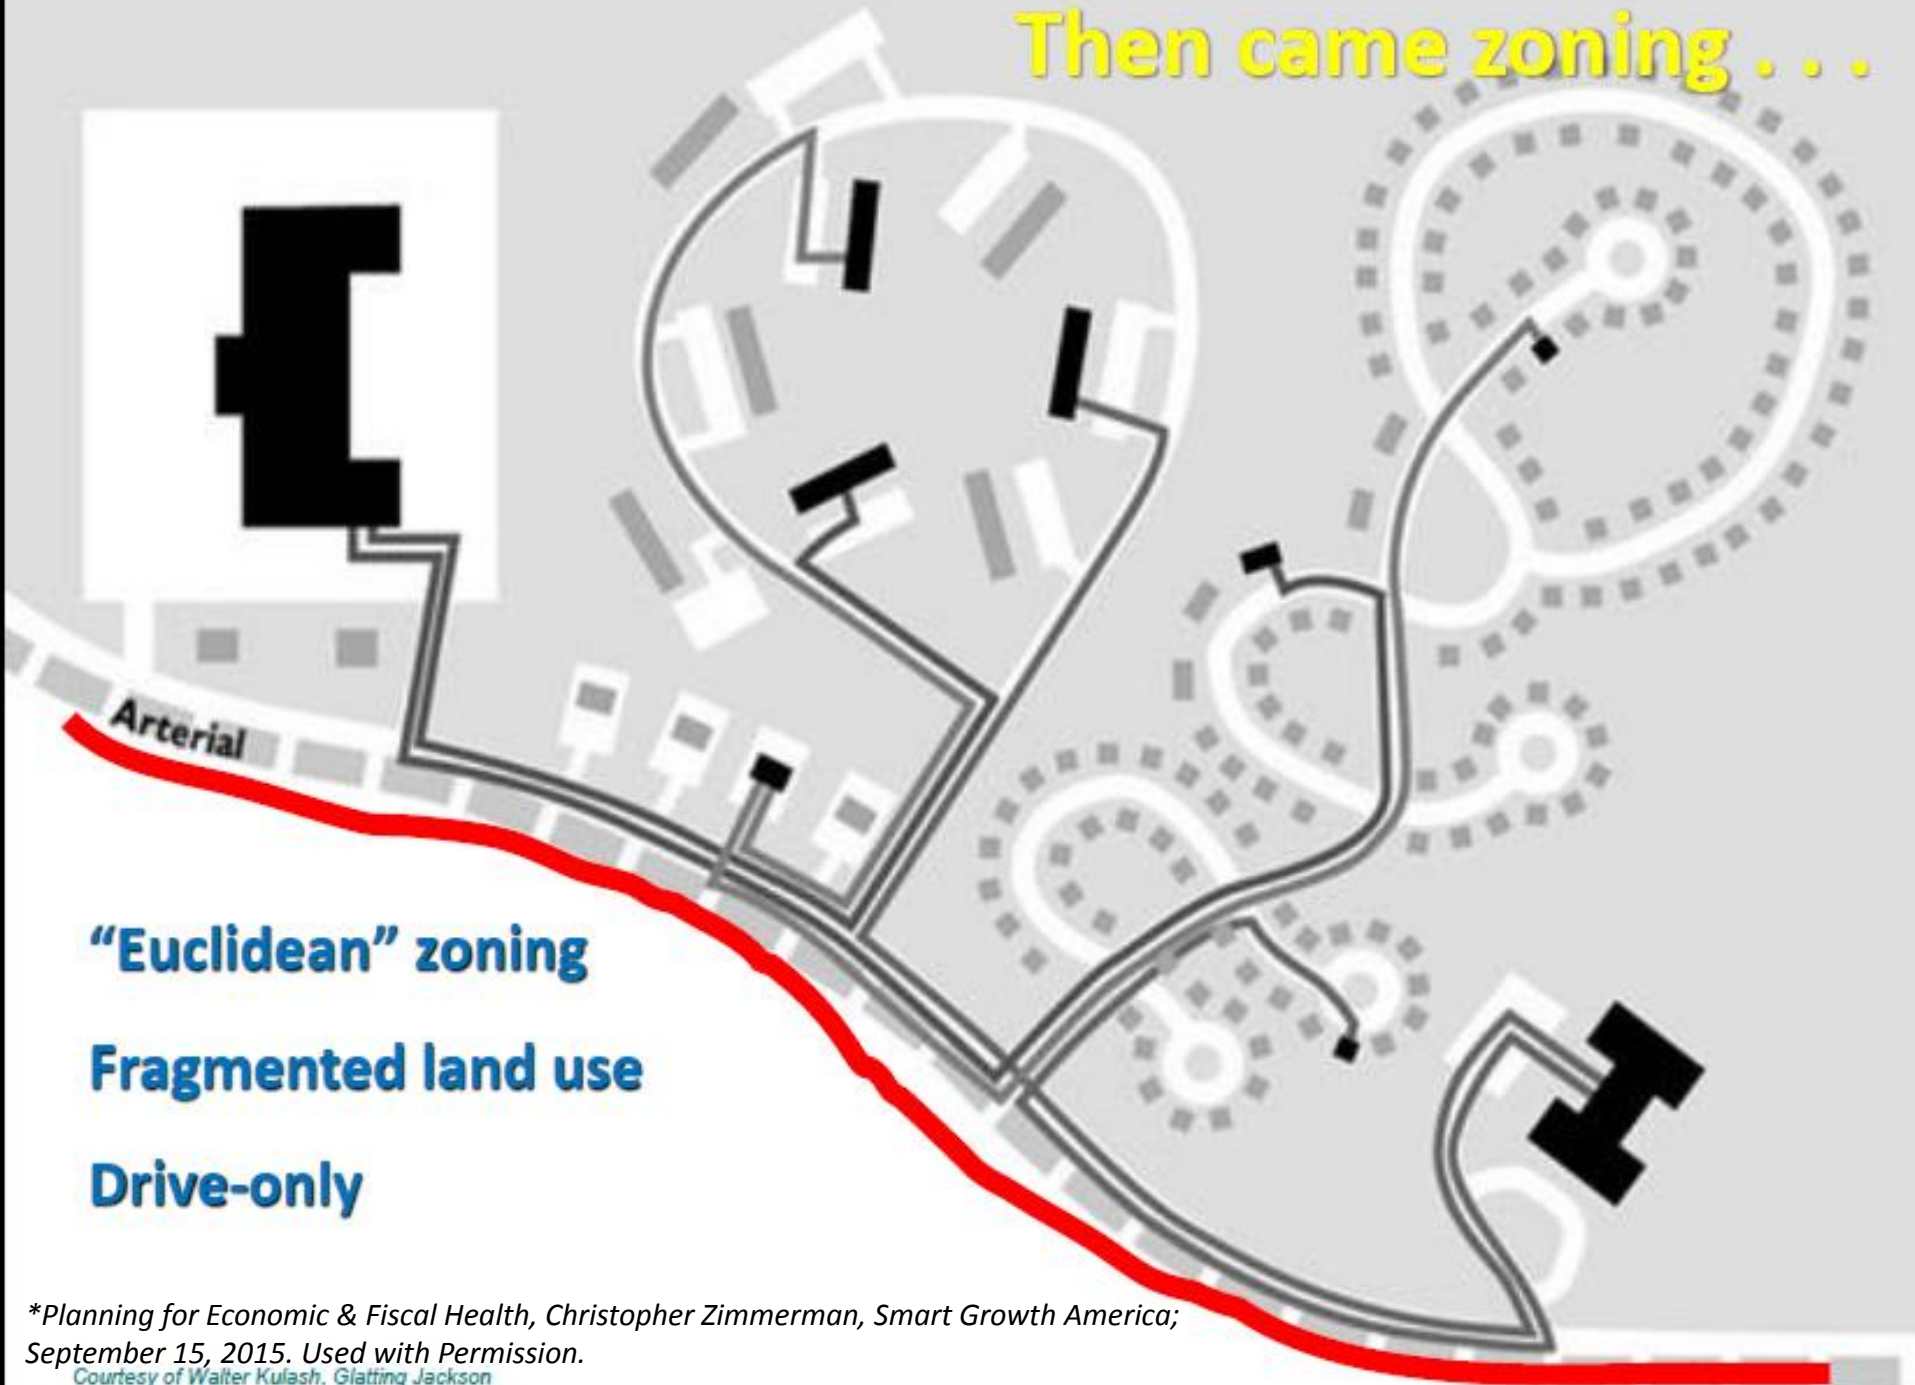 Then came zoning . . .
Arterial
“Euclidean” zoning
Fragmented land use
Drive-only
*Planning for Economic & Fiscal Health, Christopher Zimmerman, Smart Growth America;
September 15, 2015. Used with Permission.
Courtesy of Walter Kulash, Glatting Jackson